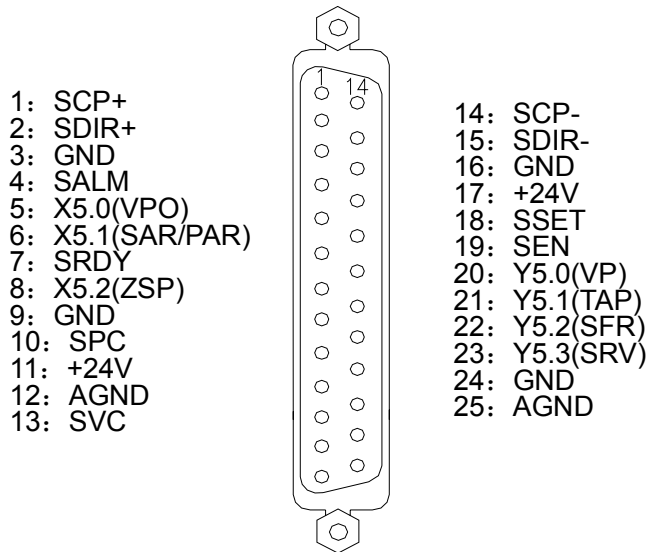 1 14
1：SCP+
2：SDIR+
3：GND
4：SALM
5：X5.0(VPO)
6：X5.1(SAR/PAR)
7：SRDY
8：X5.2(ZSP)
9：GND
10：SPC
11：+24V
12：AGND
13：SVC
14：SCP-
15：SDIR-
16：GND
17：+24V
18：SSET
19：SEN
20：Y5.0(VP)
21：Y5.1(TAP)
22：Y5.2(SFR)
23：Y5.3(SRV)
24：GND
25：AGND